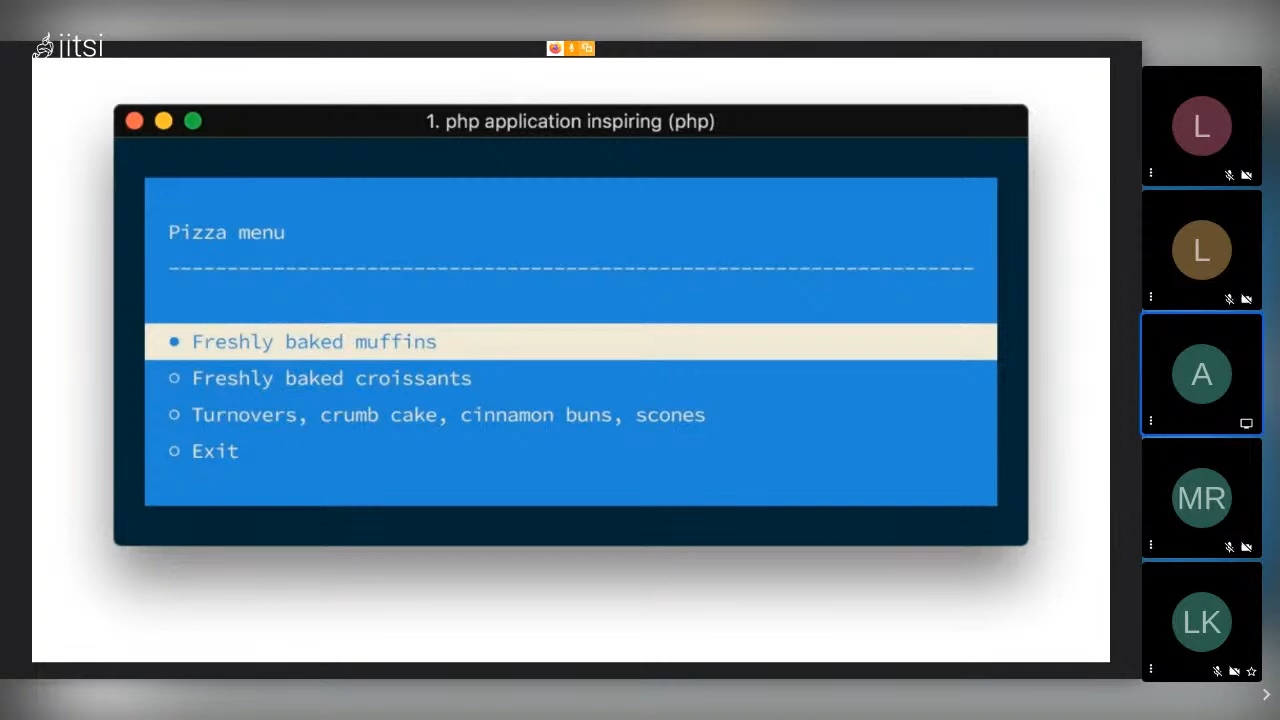 jitsi
1. php application inspiring (php)
Pizza menu
Freshly baked muffins
Freshly baked croissants
Turnovers, crumb cake, cinnamon buns, scones
Exit
L
L
A
MR
LK